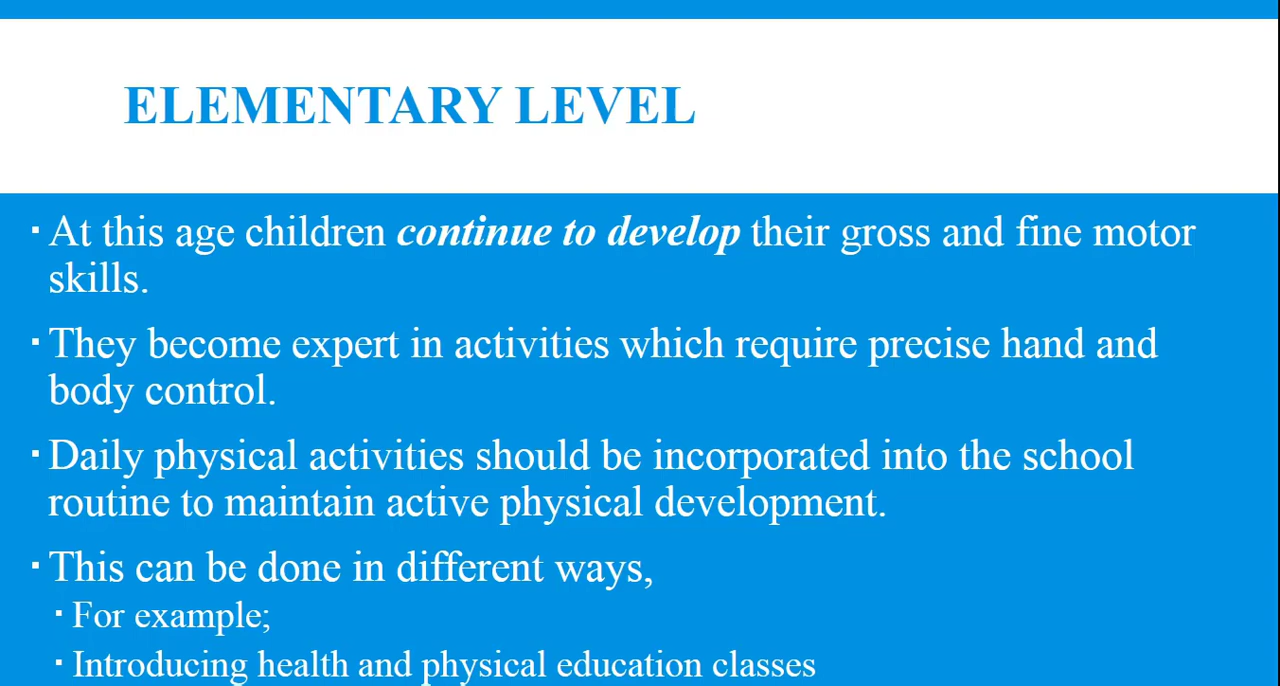 ELEMENTARY LEVEL
▪ At this age children continue to develop their gross and fine motor
skills.
▪ They become expert in activities which require precise hand and
body control.
▪ Daily physical activities should be incorporated into the school
routine to maintain active physical development.
▪ This can be done in different ways,
▪ For example;
▪ Introducing health and physical education classes